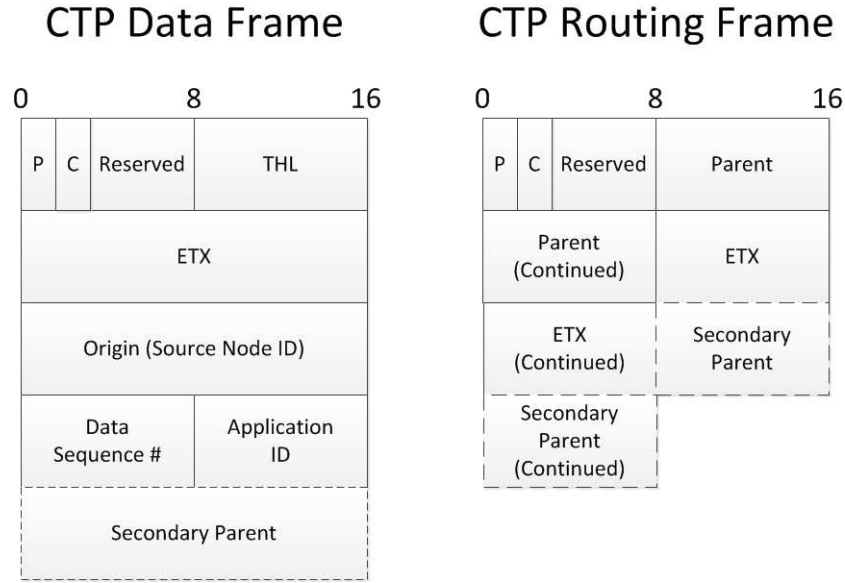 CTP Data Frame
0 8 16
P C Reserved THL
ETX
Origin (Source Node ID)
Data
Sequence #
Application
ID
Secondary Parent
CTP Routing Frame
0 8 16
P C Reserved Parent
Parent
(Continued)
ETX
ETX
(Continued)
Secondary
Parent
Secondary
Parent
(Continued)